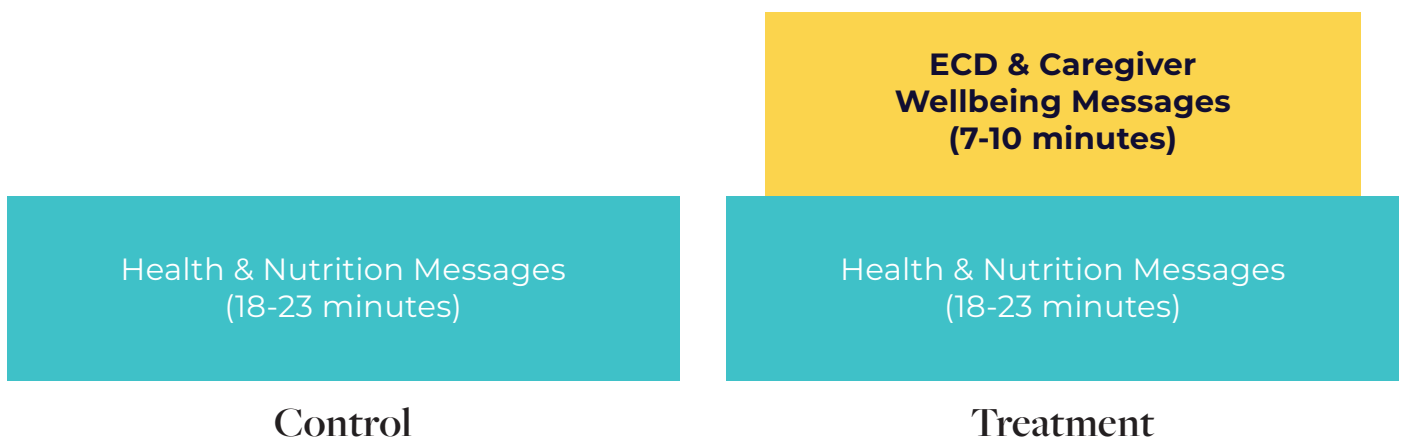 ECD & Caregiver
Wellbeing Messages
(7-10 minutes)
Health & Nutrition Messages
(18-23 minutes)
Health & Nutrition Messages
(18-23 minutes)
Control
Treatment